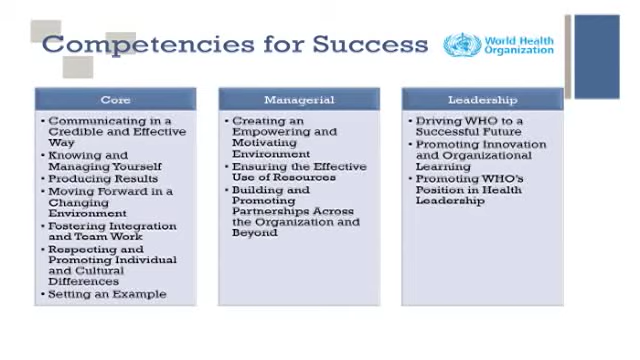 Competencies for Success
World Health
Organization
Core
• Communicating in a
Credible and Effective
Way
• Knowing and
Managing Yourself
• Producing Results
• Moving Forward in a
Changing
Environment
• Fostering Integration
and Team Work
• Respecting and
Promoting Individual
and Cultural
Differences
• Setting an Example
Managerial
• Creating an
Empowering and
Motivating
Environment
• Ensuring the Effective
Use of Resources
• Building and
Promoting
Partnerships Across
the Organization and
Beyond
Leadership
• Driving WHO to a
Successful Future
• Promoting Innovation
and Organizational
Learning
• Promoting WHO's
Position in Health
Leadership